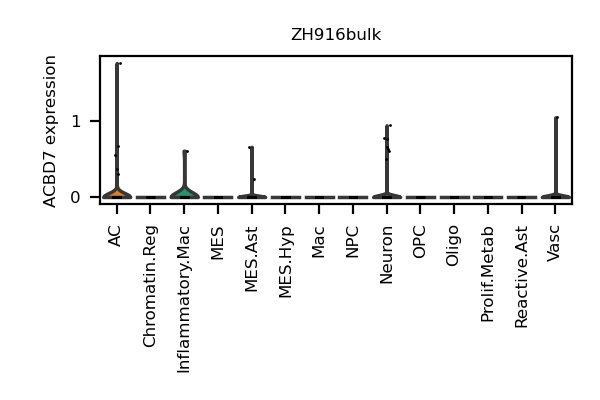 ZH916bulk
ACBD7 expression
1
0
AC
Chromatin.Reg
Inflammatory.Mac
MES
MES.Ast
MES.Hyp
Mac
NPC
Neuron
OPC
Oligo
Prolif.Metab
Reactive.Ast
Vasc